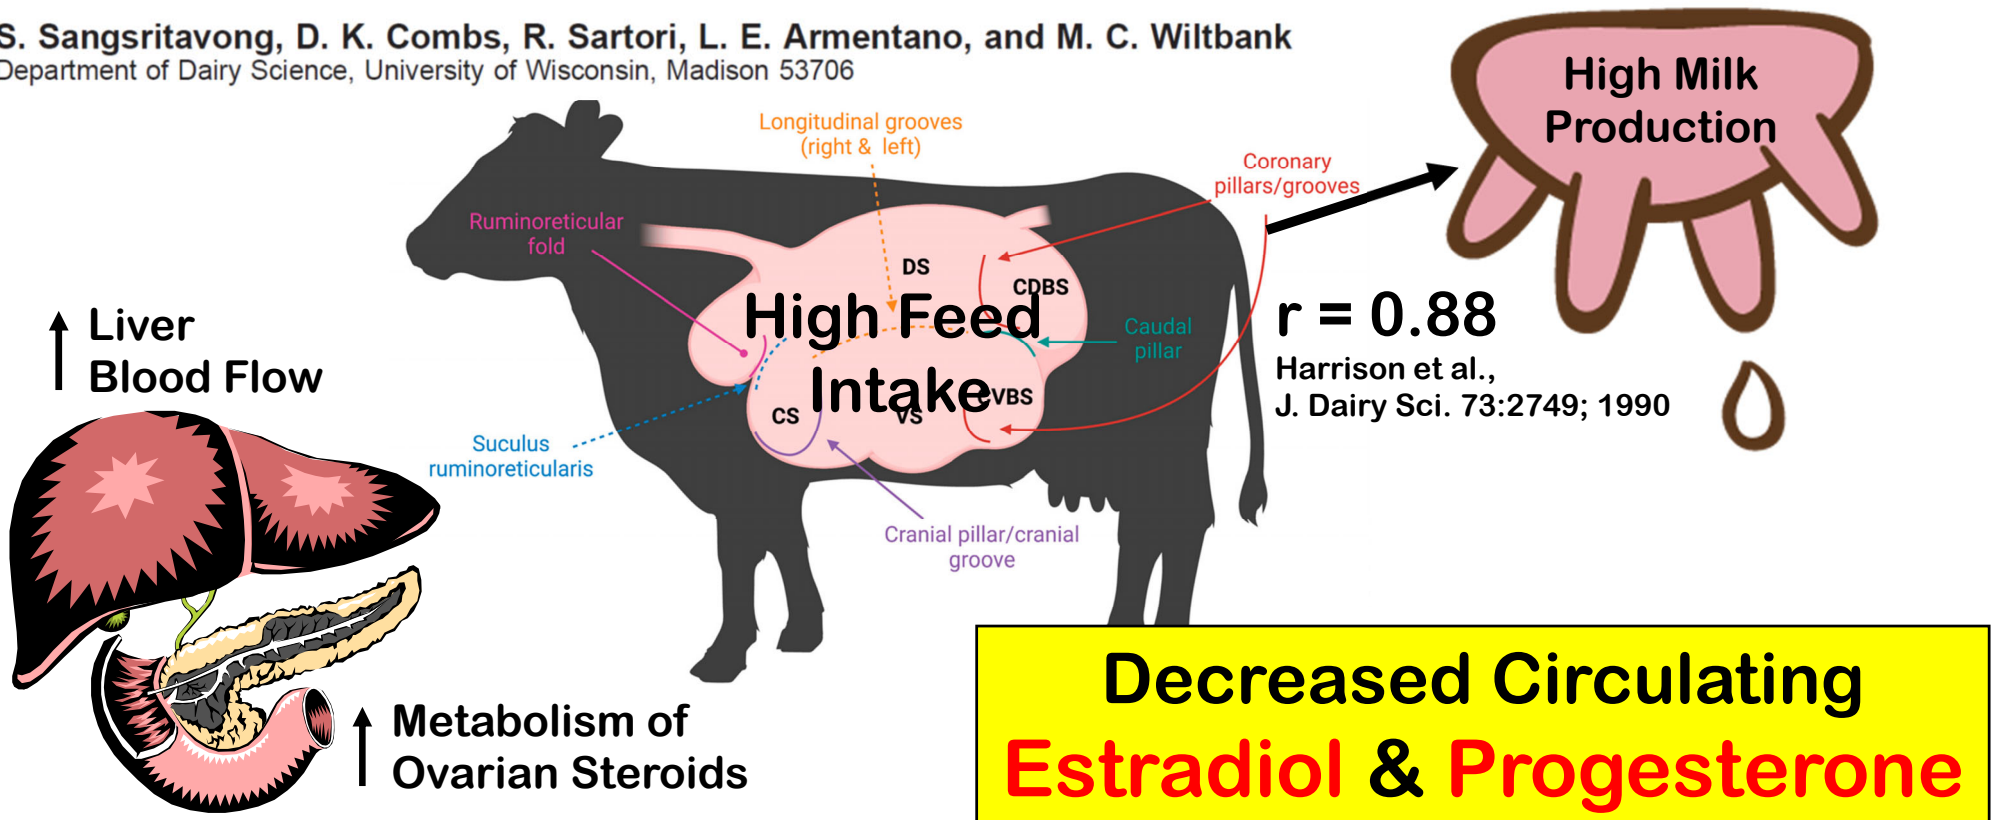 S. Sangsritavong, D. K. Combs, R. Sartori, L. E. Armentano, and M. C. Wiltbank
Department of Dairy Science, University of Wisconsin, Madison 53706
High Milk
Production
Longitudinal grooves
(right & left)
Coronary
pillars/grooves
Ruminoreticular
fold
DS
CDBS
High Feed
Intake
Caudal
pillar
CS
VS
CVBS
r = 0.88
Harrison et al.,
J. Dairy Sci. 73:2749; 1990
Liver
Blood Flow
Suculus
ruminoreticularis
Cranial pillar/cranial
groove
Metabolism of
Ovarian Steroids
Decreased Circulating
Estradiol & Progesterone